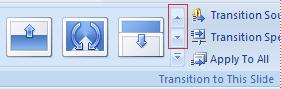 Transition Sou
Transition Spe
Apply To All
Transition to This Slide